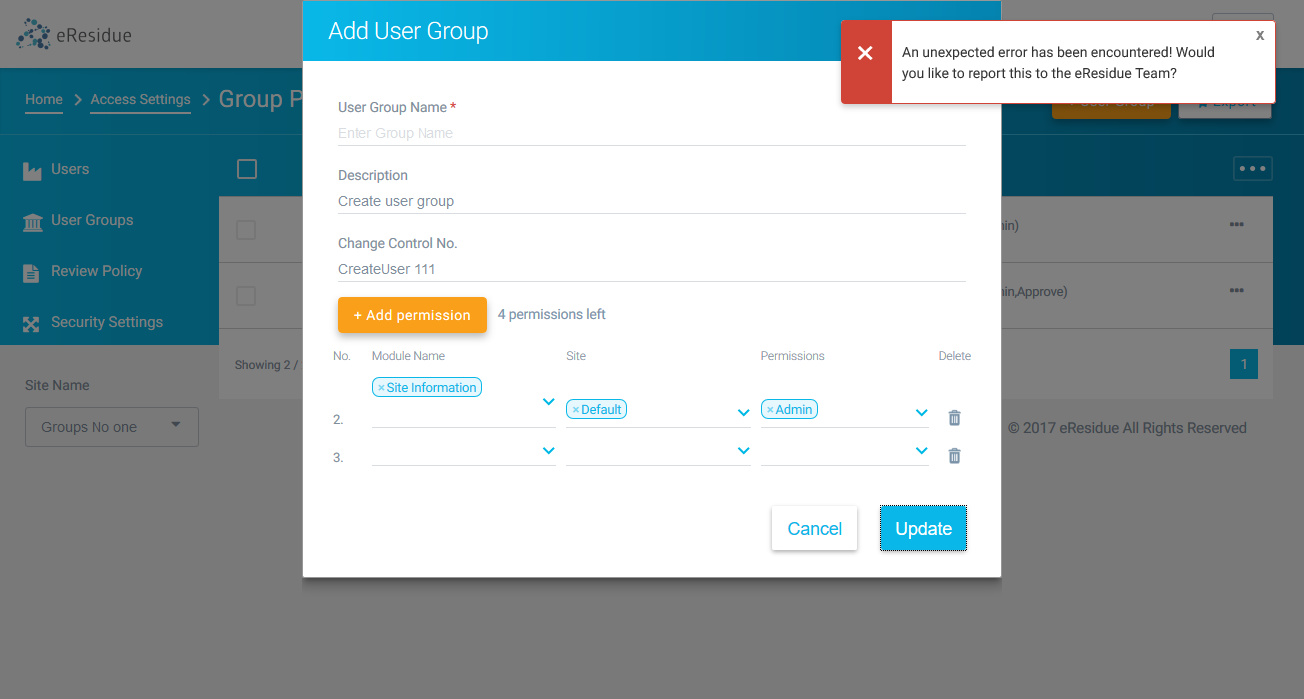 eResidue
Add User Group
x
An unexpected error has been encountered! Would
you like to report this to the eResidue Team?
Home
Access Settings
Group P
User Group
Export
User Group Name *
Enter Group Name
Users
Description
Create user group
User Groups
in)
Change Control No.
CreateUser 111
Review Policy
in,Approve)
+ Add permission
4 permissions left
Security Settings
No.
Module Name
Site
Permissions
Delete
Showing 2 /
1
Site Name
×Site Information
×Default
×Admin
2.
Groups No one
© 2017 eResidue All Rights Reserved
3.
Cancel
Update